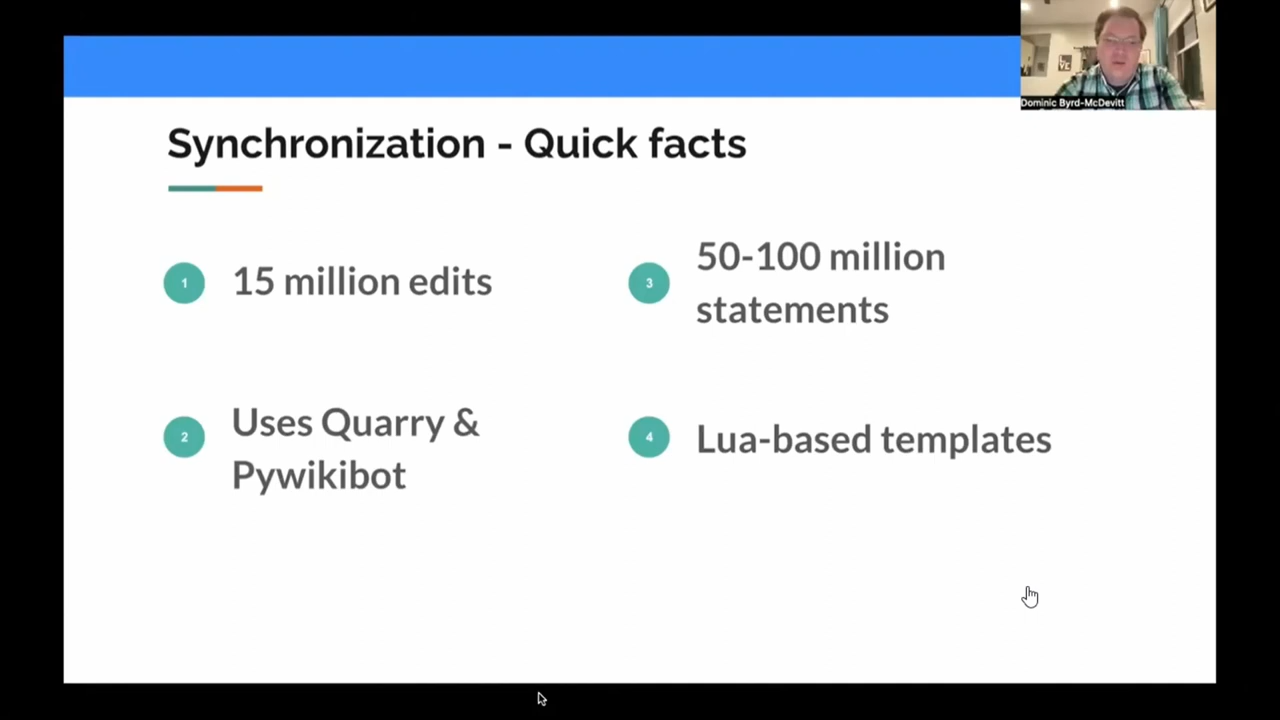 Dominic Byrd-McDevitt
Synchronization - Quick facts
1
15 million edits
2
Uses Quarry &
Pywikibot
3
50-100 million
statements
4
Lua-based templates